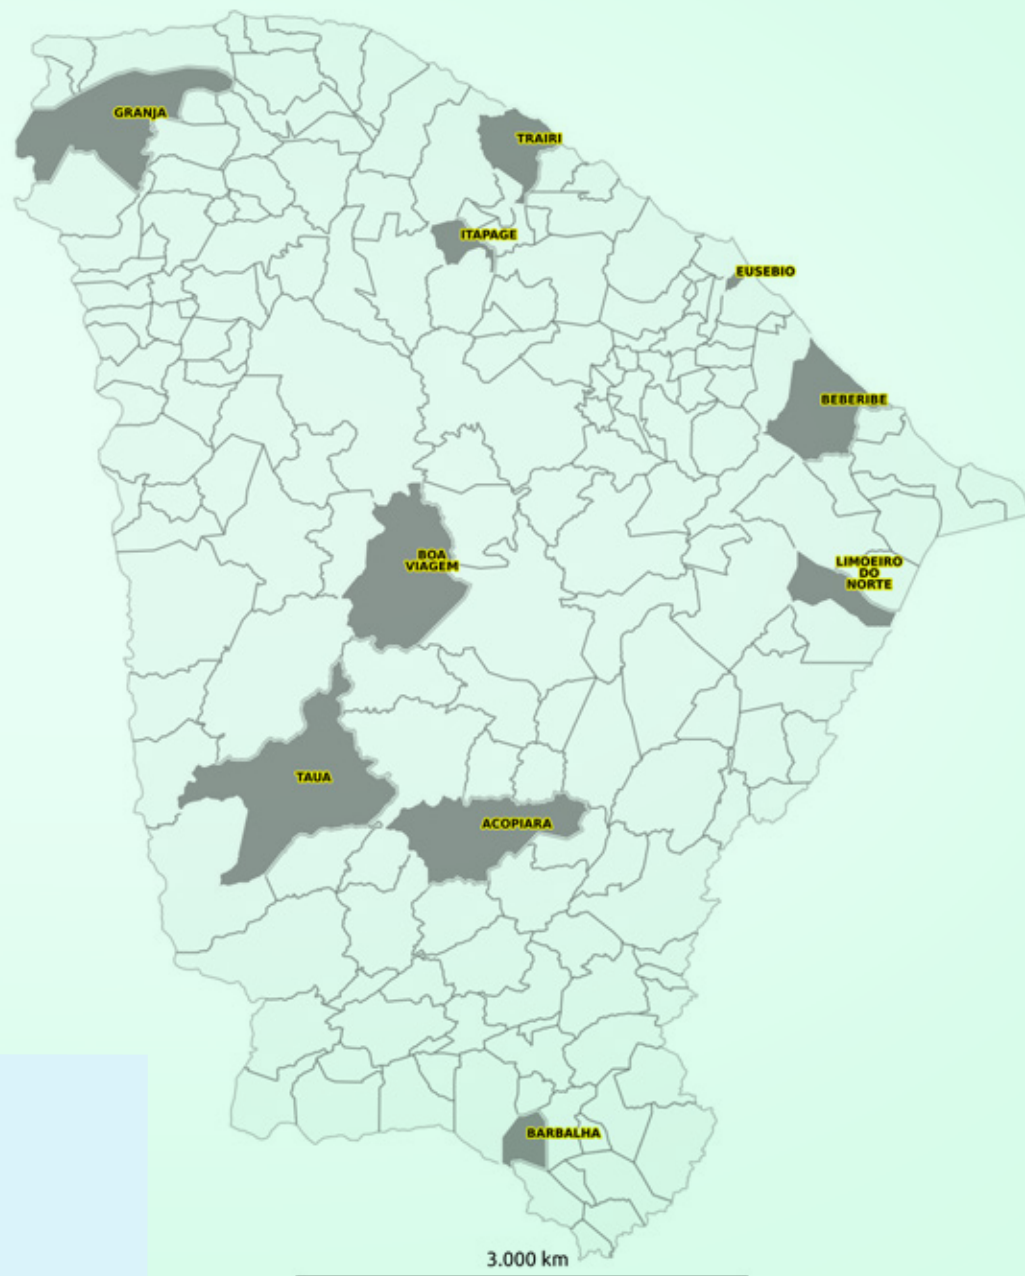 GRANJA
TRAIRI
ITAPAGE
EUSEBIO
BEBERIBE
BOA
VIAGEM
LIMOEIRO
DO
NORTE
TAUA
ACOPIARA
BARBALHA
3.000 km